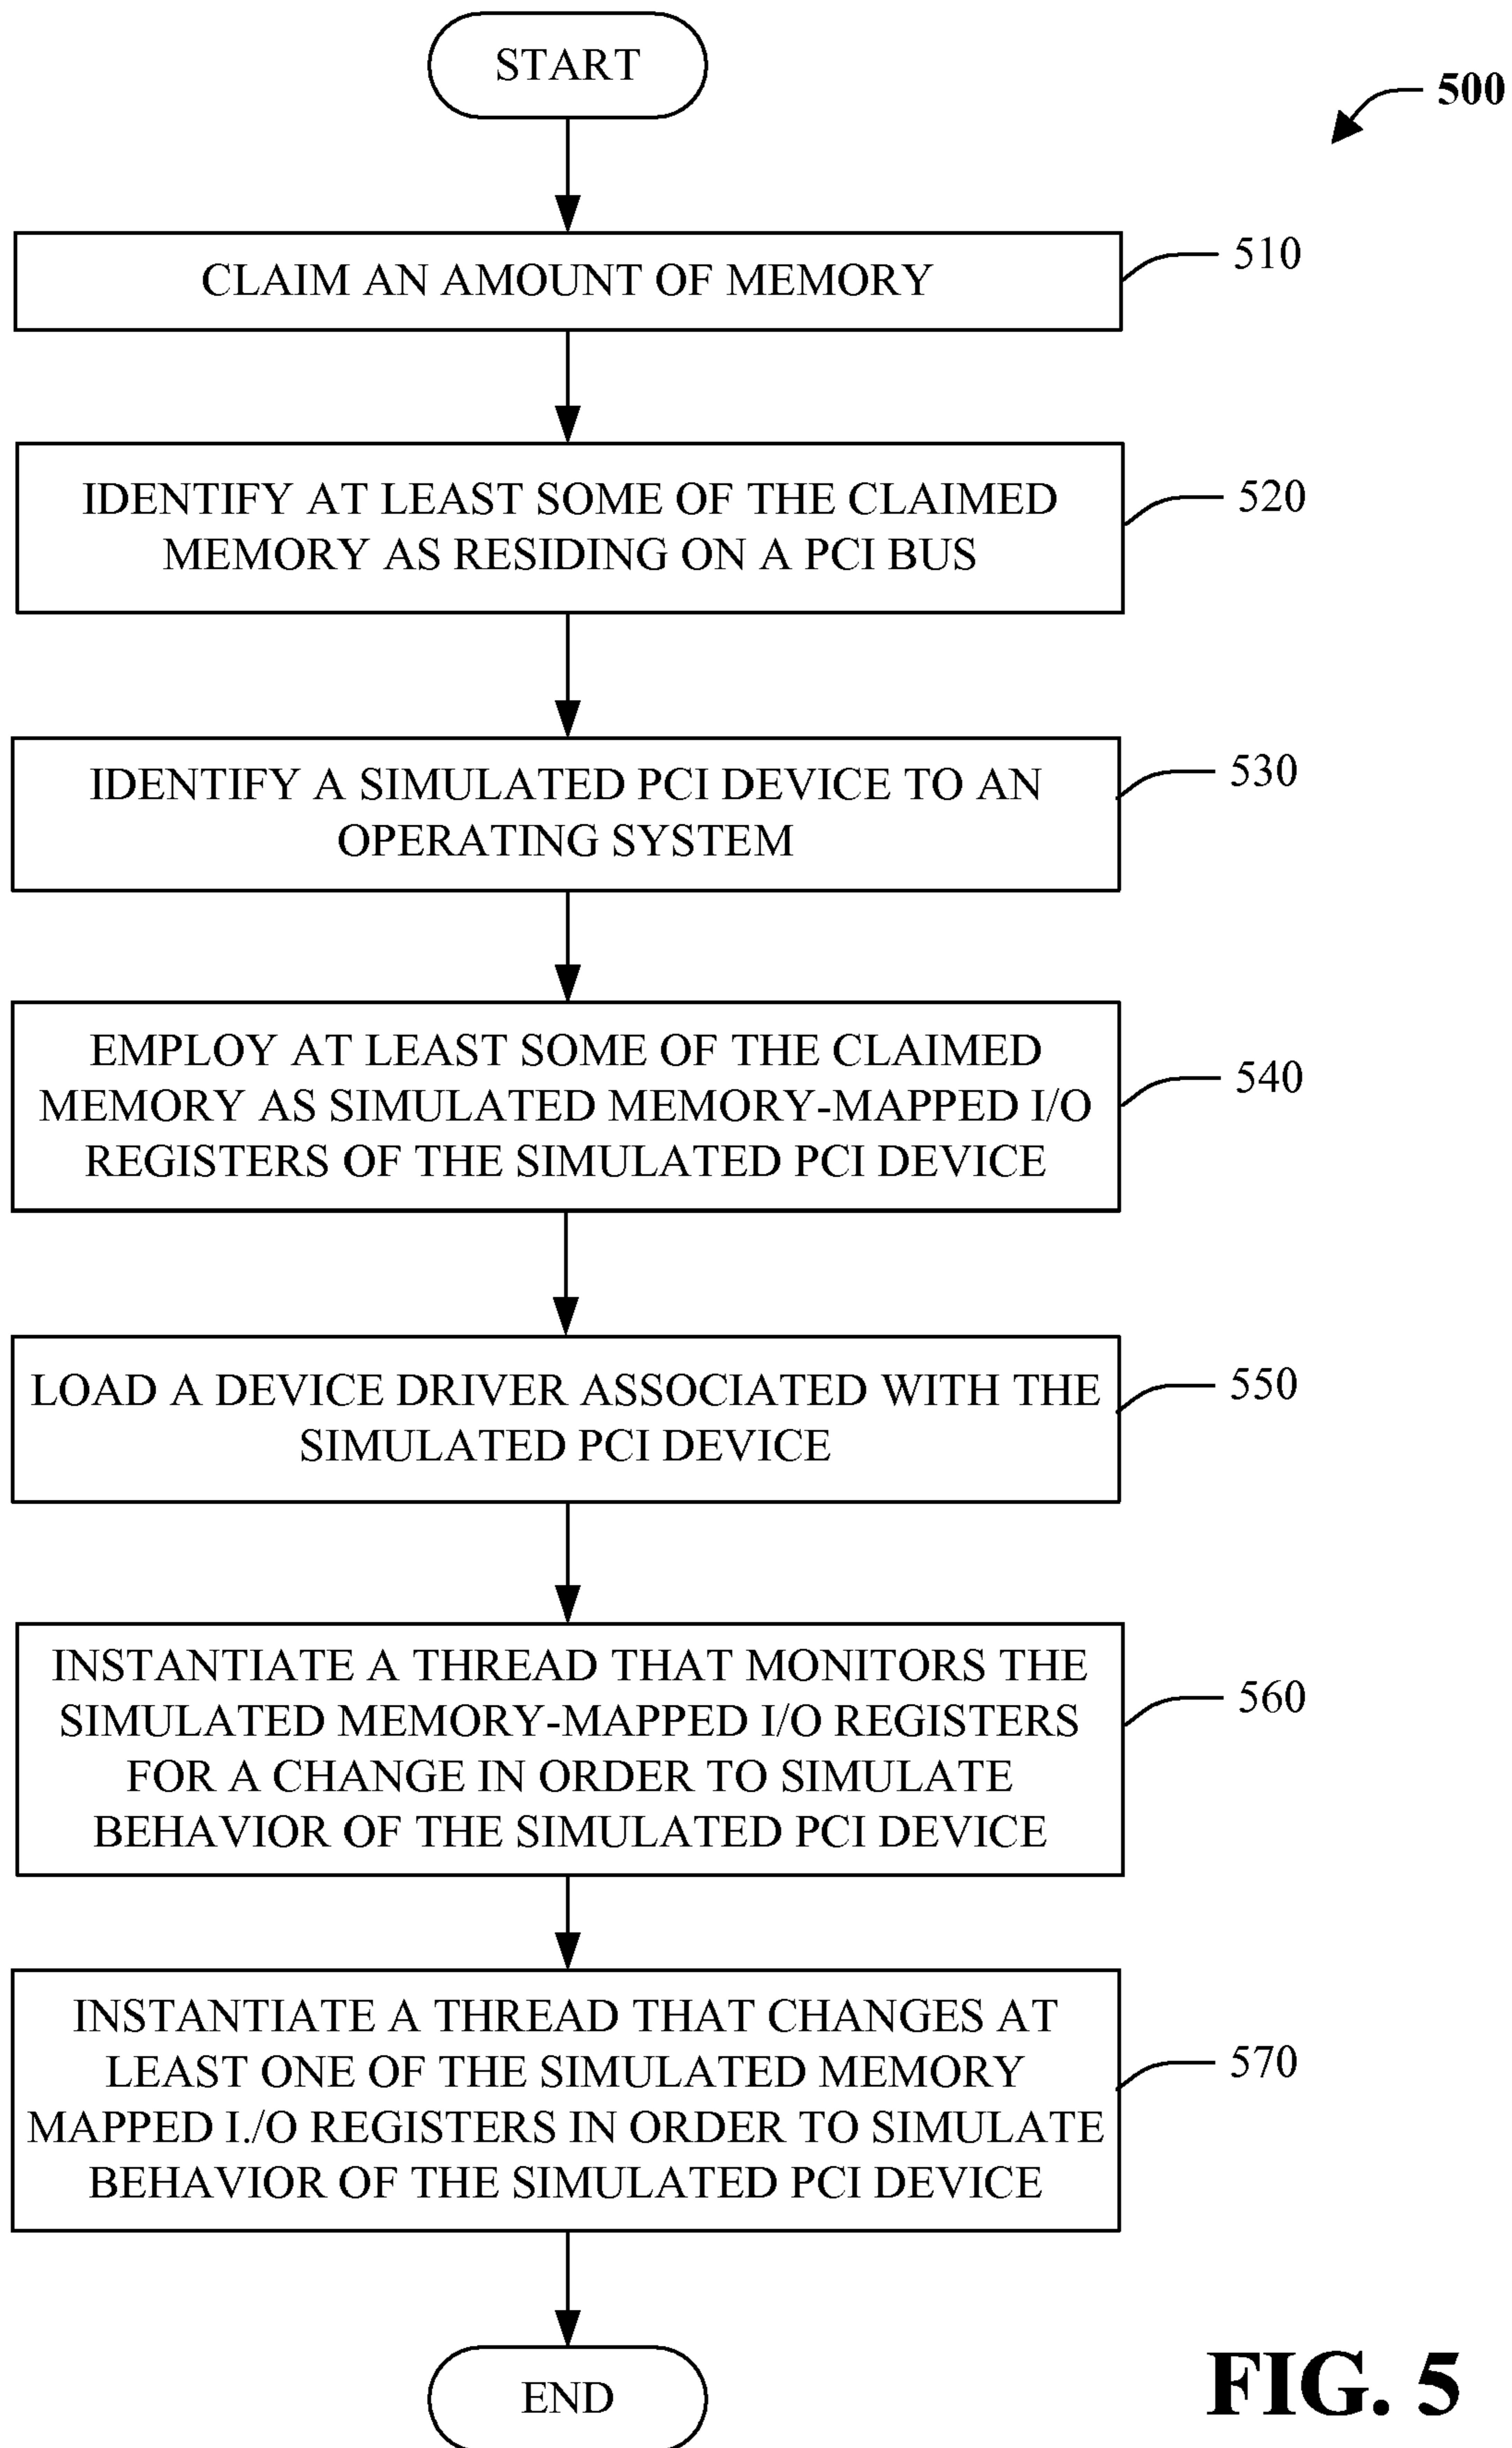 START
500
CLAIM AN AMOUNT OF MEMORY
510
IDENTIFY AT LEAST SOME OF THE CLAIMED
MEMORY AS RESIDING ON A PCI BUS
520
IDENTIFY A SIMULATED PCI DEVICE TO AN
OPERATING SYSTEM
530
EMPLOY AT LEAST SOME OF THE CLAIMED
MEMORY AS SIMULATED MEMORY-MAPPED I/O
REGISTERS OF THE SIMULATED PCI DEVICE
540
LOAD A DEVICE DRIVER ASSOCIATED WITH THE
SIMULATED PCI DEVICE
550
INSTANTIATE A THREAD THAT MONITORS THE
SIMULATED MEMORY-MAPPED I/O REGISTERS
FOR A CHANGE IN ORDER TO SIMULATE
BEHAVIOR OF THE SIMULATED PCI DEVICE
560
INSTANTIATE A THREAD THAT CHANGES AT
LEAST ONE OF THE SIMULATED MEMORY
MAPPED I./O REGISTERS IN ORDER TO SIMULATE
BEHAVIOR OF THE SIMULATED PCI DEVICE
570
END
FIG. 5